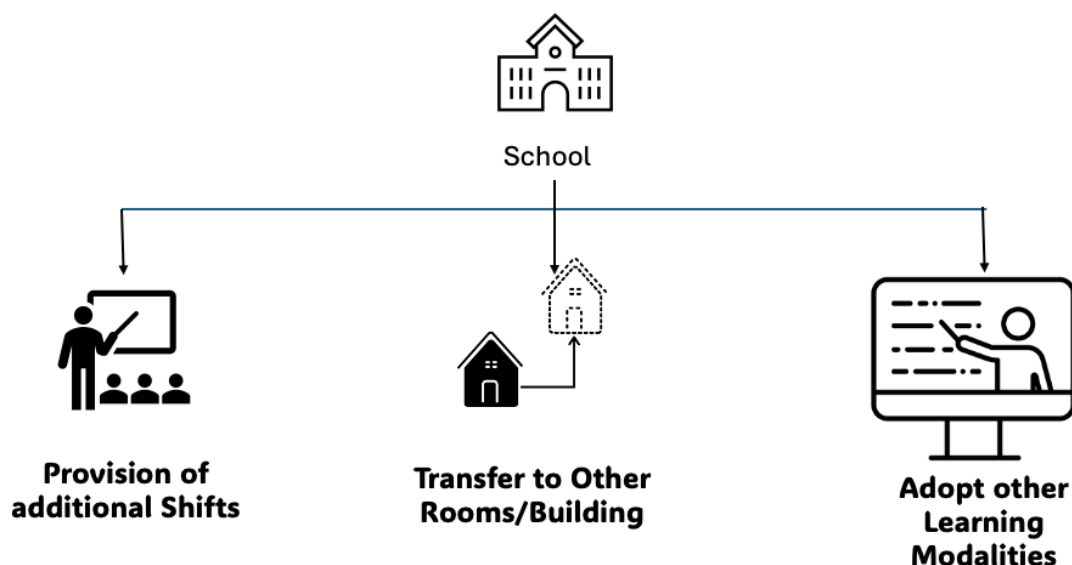 School
Provision of
additional Shifts
Transfer to Other
Rooms/Building
Adopt other
Learning
Modalities